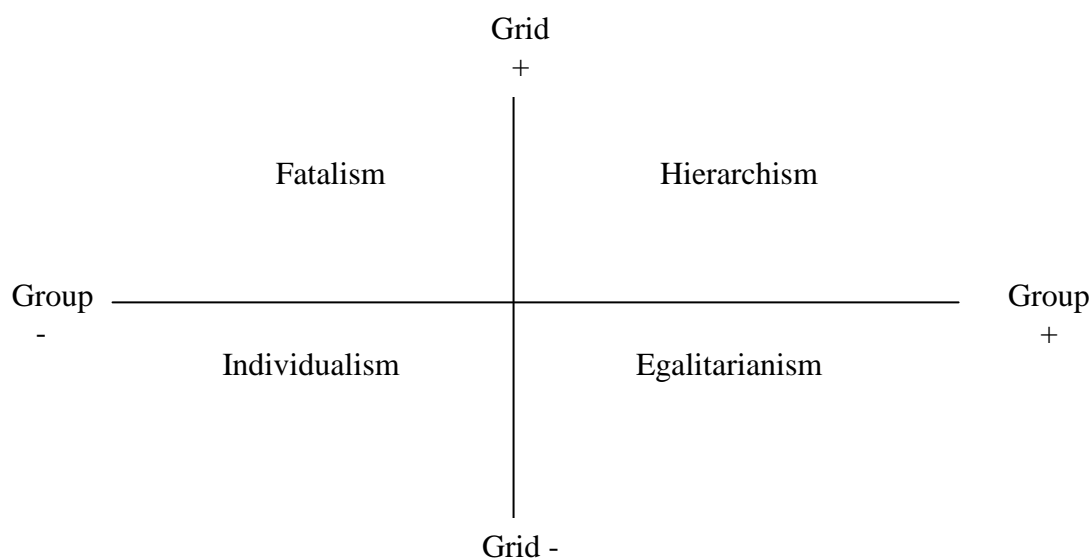 Grid
+
Fatalism Hierarchism
Group Group
- +
Individualism Egalitarianism
Grid -